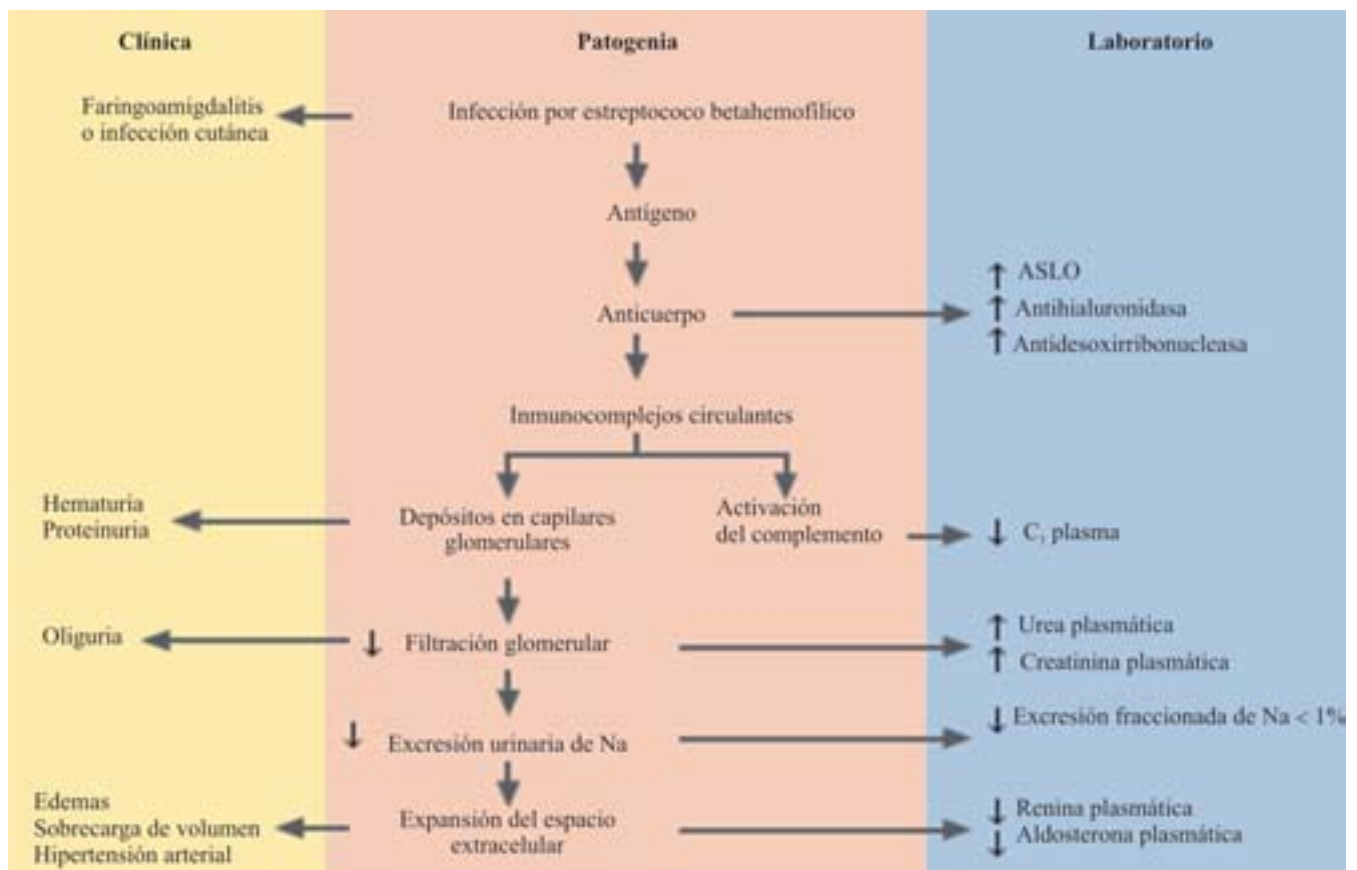 Clínica
Patogenia
Laboratorio
Faringoamigdalitis
o infección cutánea
Infección por estreptococo betahemofílico
Antígeno
Anticuerpo
↑ ASLO
↑ Antihialuronidasa
↑ Antidesoxirribonucleasa
Inmunocomplejos circulantes
Hematuria
Proteinuria
Depósitos en capilares
glomerulares
Activación
del complemento
↓ C, plasma
Oliguria
↓ Filtración glomerular
↑ Urea plasmática
↑ Creatinina plasmática
↓ Excresión urinaria de Na
↓ Excresión fraccionada de Na < 1%
Edemas
Sobrecarga de volumen
Hipertensión arterial
Expansión del espacio
extracelular
↓ Renina plasmática
↓ Aldosterona plasmática